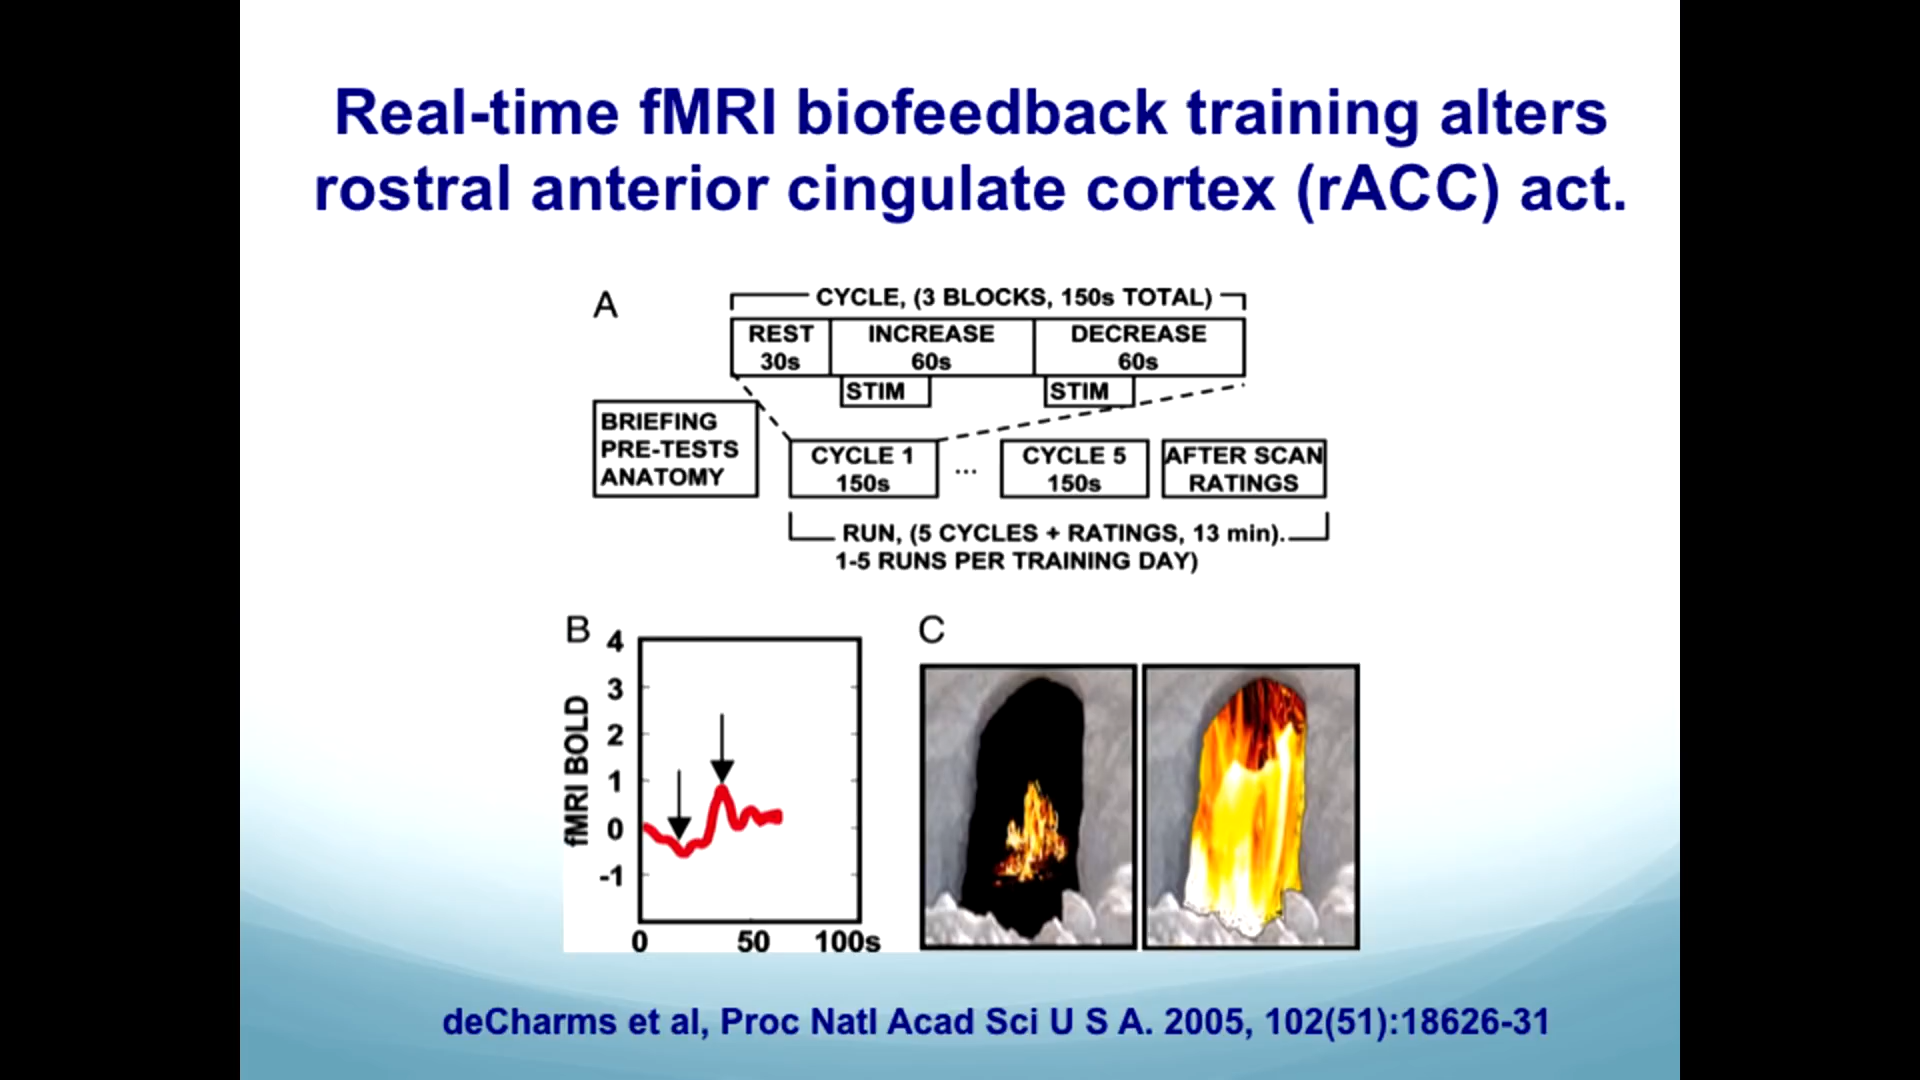 Real-time fMRI biofeedback training alters
rostral anterior cingulate cortex (rACC) act.
A
CYCLE, (3 BLOCKS, 150s TOTAL)
REST INCREASE DECREASE
30s 60s 60s
STIM STIM
BRIEFING
PRE-TESTS
ANATOMY
CYCLE 1 ... CYCLE 5 AFTER SCAN
150s 150s RATINGS
RUN, (5 CYCLES + RATINGS, 13 min).
1-5 RUNS PER TRAINING DAY)
B
fMRI BOLD
4
3
2
1
0
-1
0 50 100s
C
deCharms et al, Proc Natl Acad Sci U S A. 2005, 102(51):18626-31